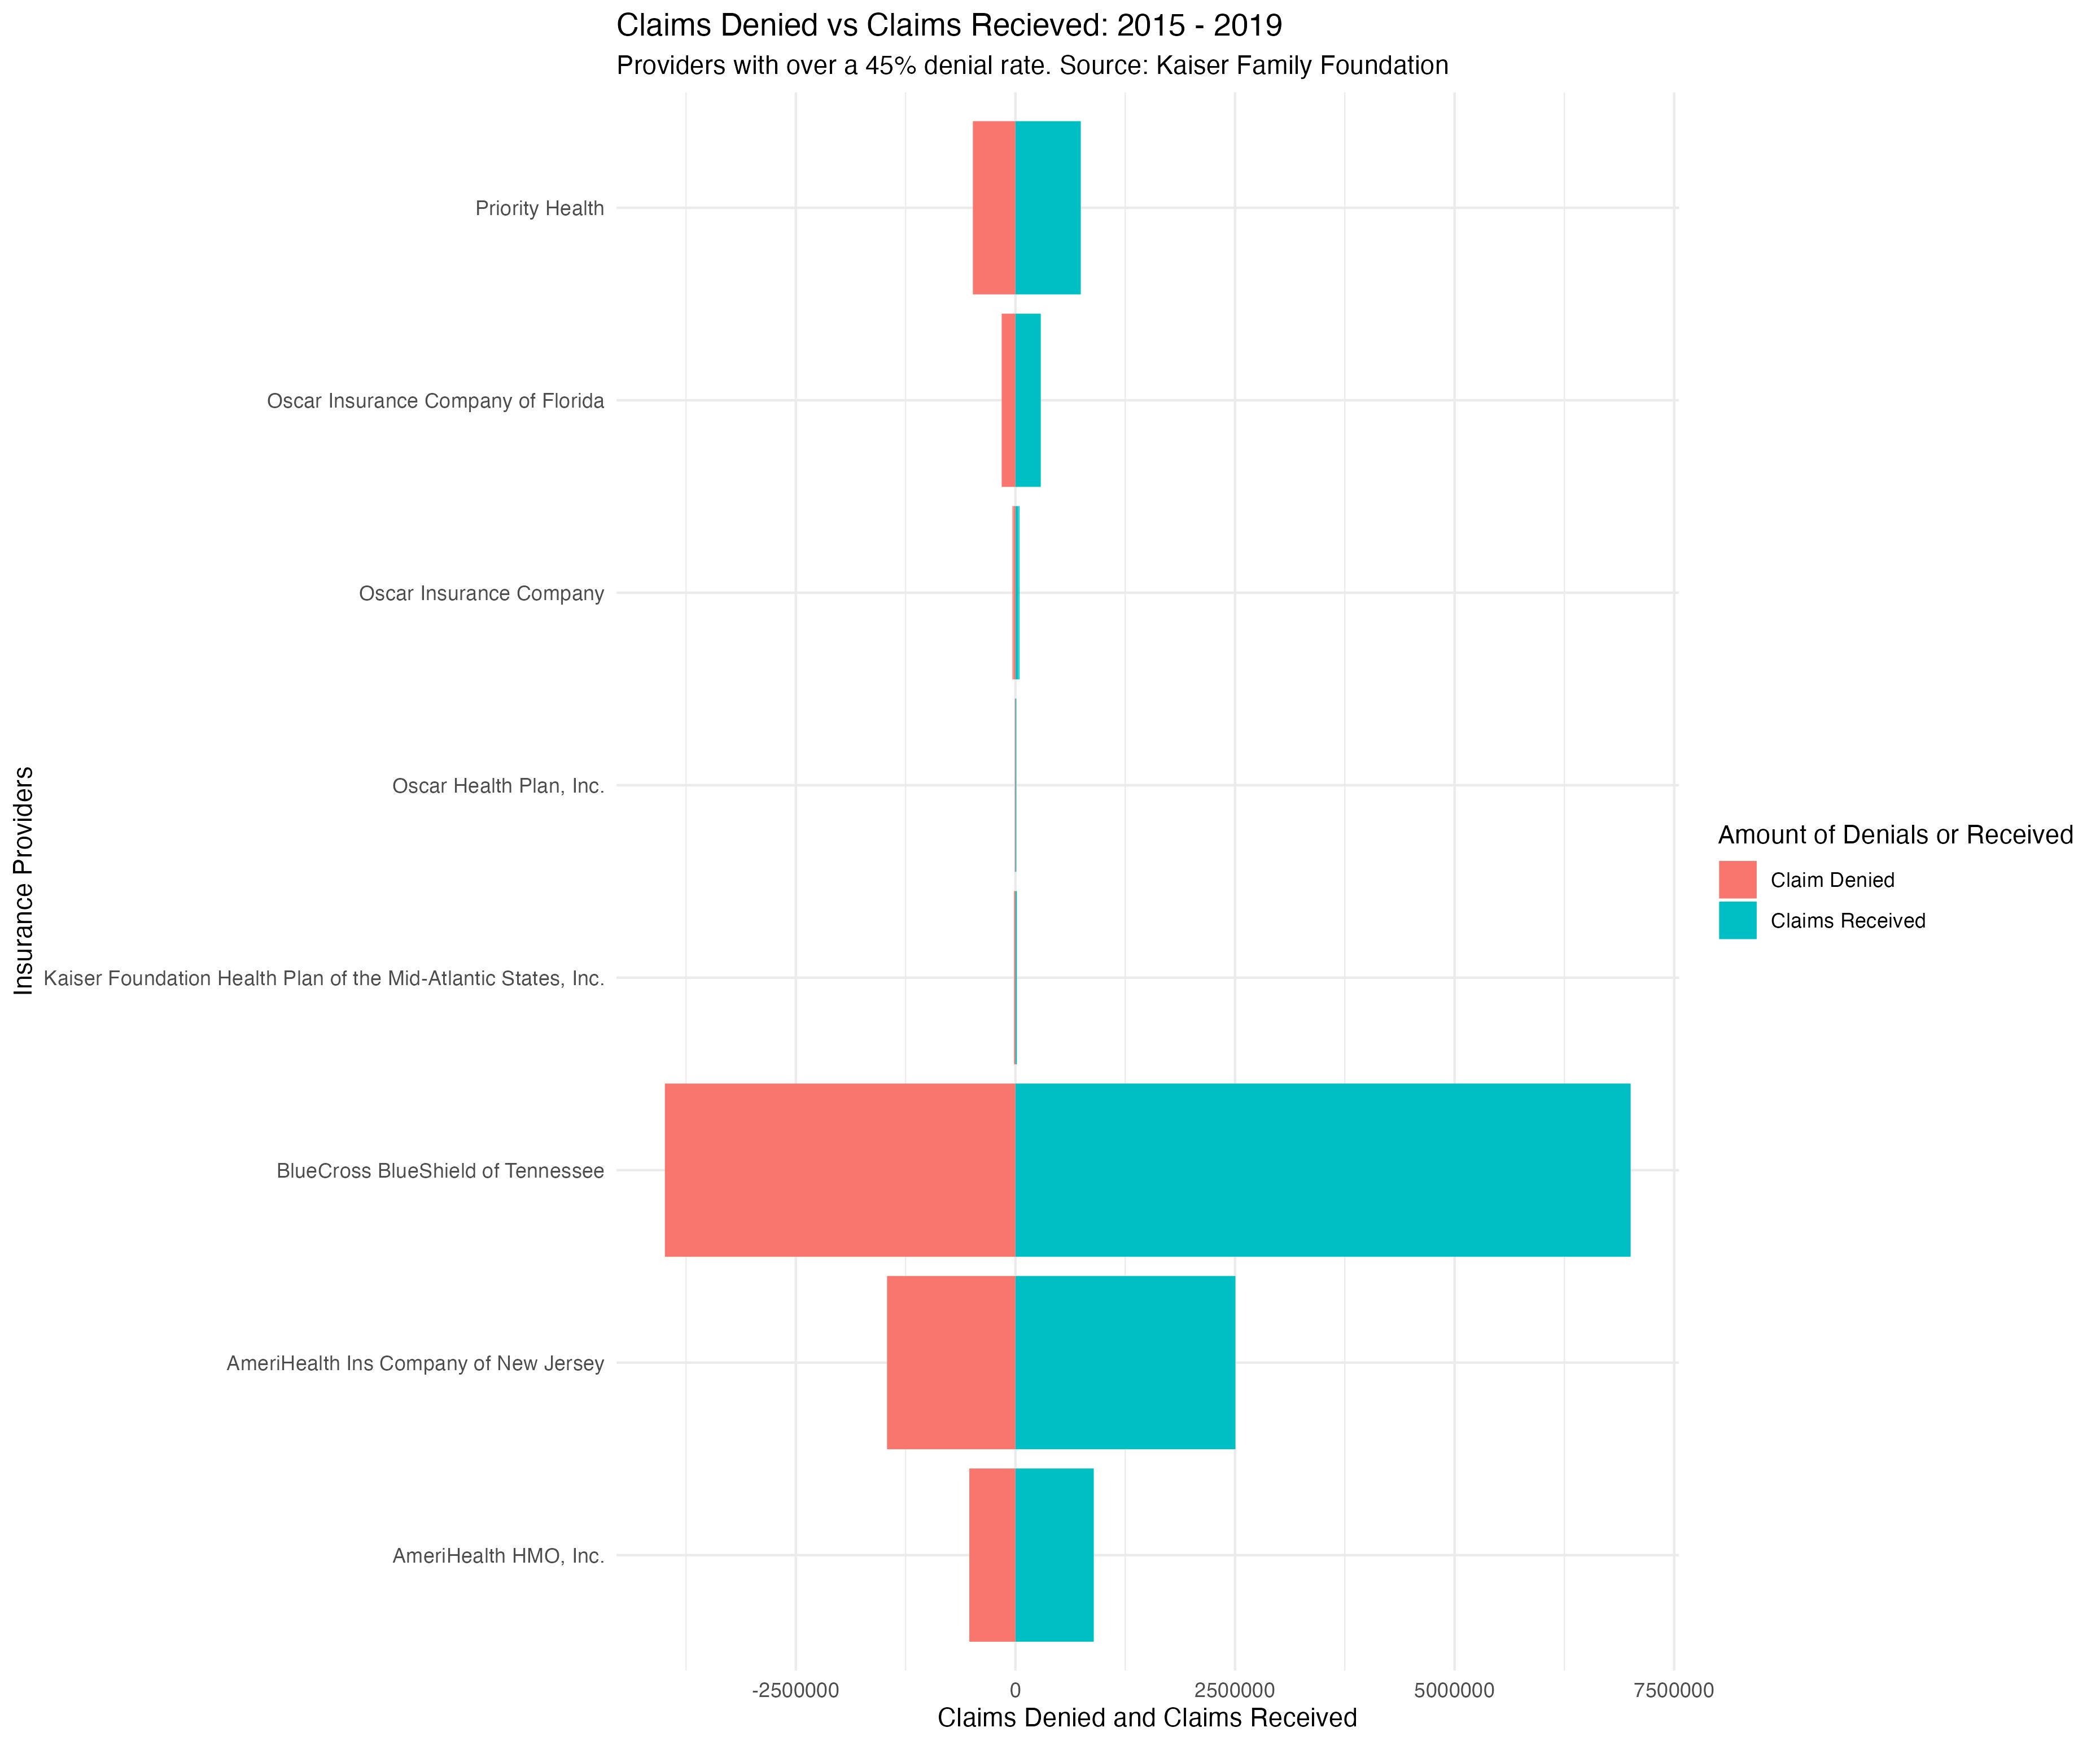 Claims Denied vs Claims Recieved: 2015 - 2019
Providers with over a 45% denial rate. Source: Kaiser Family Foundation
Insurance Providers
Priority Health
Oscar Insurance Company of Florida
Oscar Insurance Company
Oscar Health Plan, Inc.
Kaiser Foundation Health Plan of the Mid-Atlantic States, Inc.
BlueCross BlueShield of Tennessee
AmeriHealth Ins Company of New Jersey
AmeriHealth HMO, Inc.
-2500000
0
2500000
5000000
7500000
Claims Denied and Claims Received
Amount of Denials or Received
Claim Denied
Claims Received